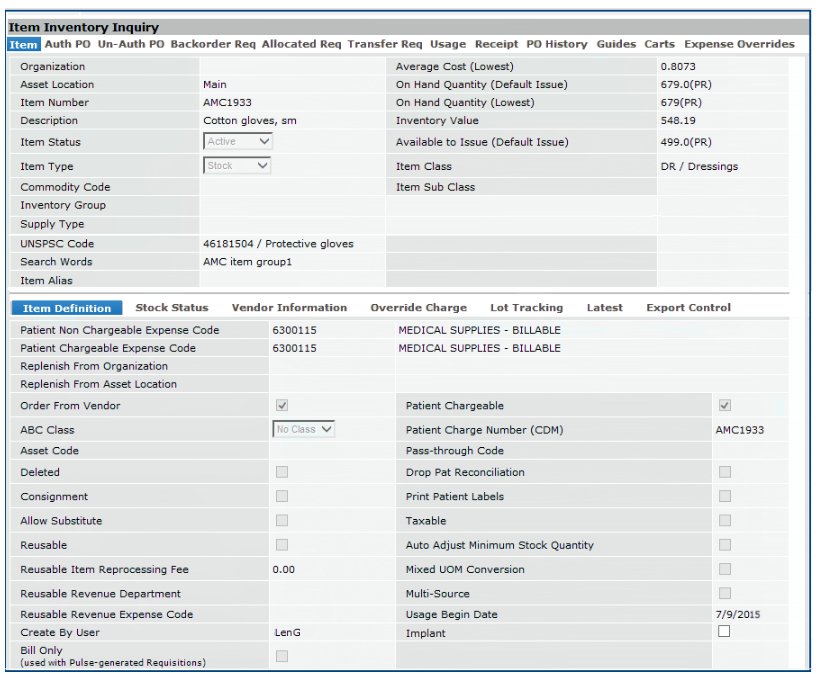 Item Inventory Inquiry
Item Auth PO Un-Auth PO Backorder Req Allocated Req Transfer Req Usage Receipt PO History Guides Carts Expense Overrides
Organization Average Cost (Lowest) 0.8073
Asset Location Main On Hand Quantity (Default Issue) 679.0(PR)
Item Number AMC1933 On Hand Quantity (Lowest) 679(PR)
Description Cotton gloves, sm Inventory Value 548.19
Item Status Active Available to Issue (Default Issue) 499.0(PR)
Item Type Stock Item Class DR / Dressings
Commodity Code Item Sub Class
Inventory Group
Supply Type
UNSPSC Code 46181504 / Protective gloves
Search Words AMC item group1
Item Alias
Item Definition Stock Status Vendor Information Override Charge Lot Tracking Latest Export Control
Patient Non Chargeable Expense Code 6300115 MEDICAL SUPPLIES - BILLABLE
Patient Chargeable Expense Code 6300115 MEDICAL SUPPLIES - BILLABLE
Replenish From Organization
Replenish From Asset Location
Order From Vendor Patient Chargeable
ABC Class No Class Patient Charge Number (CDM) AMC1933
Asset Code Pass-through Code
Deleted Drop Pat Reconciliation
Consignment Print Patient Labels
Allow Substitute Taxable
Reusable Auto Adjust Minimum Stock Quantity
Reusable Item Reprocessing Fee 0.00 Mixed UOM Conversion
Reusable Revenue Department Multi-Source
Reusable Revenue Expense Code Usage Begin Date 7/9/2015
Create By User LenG Implant
Bill Only
(used with Pulse-generated Requisitions)